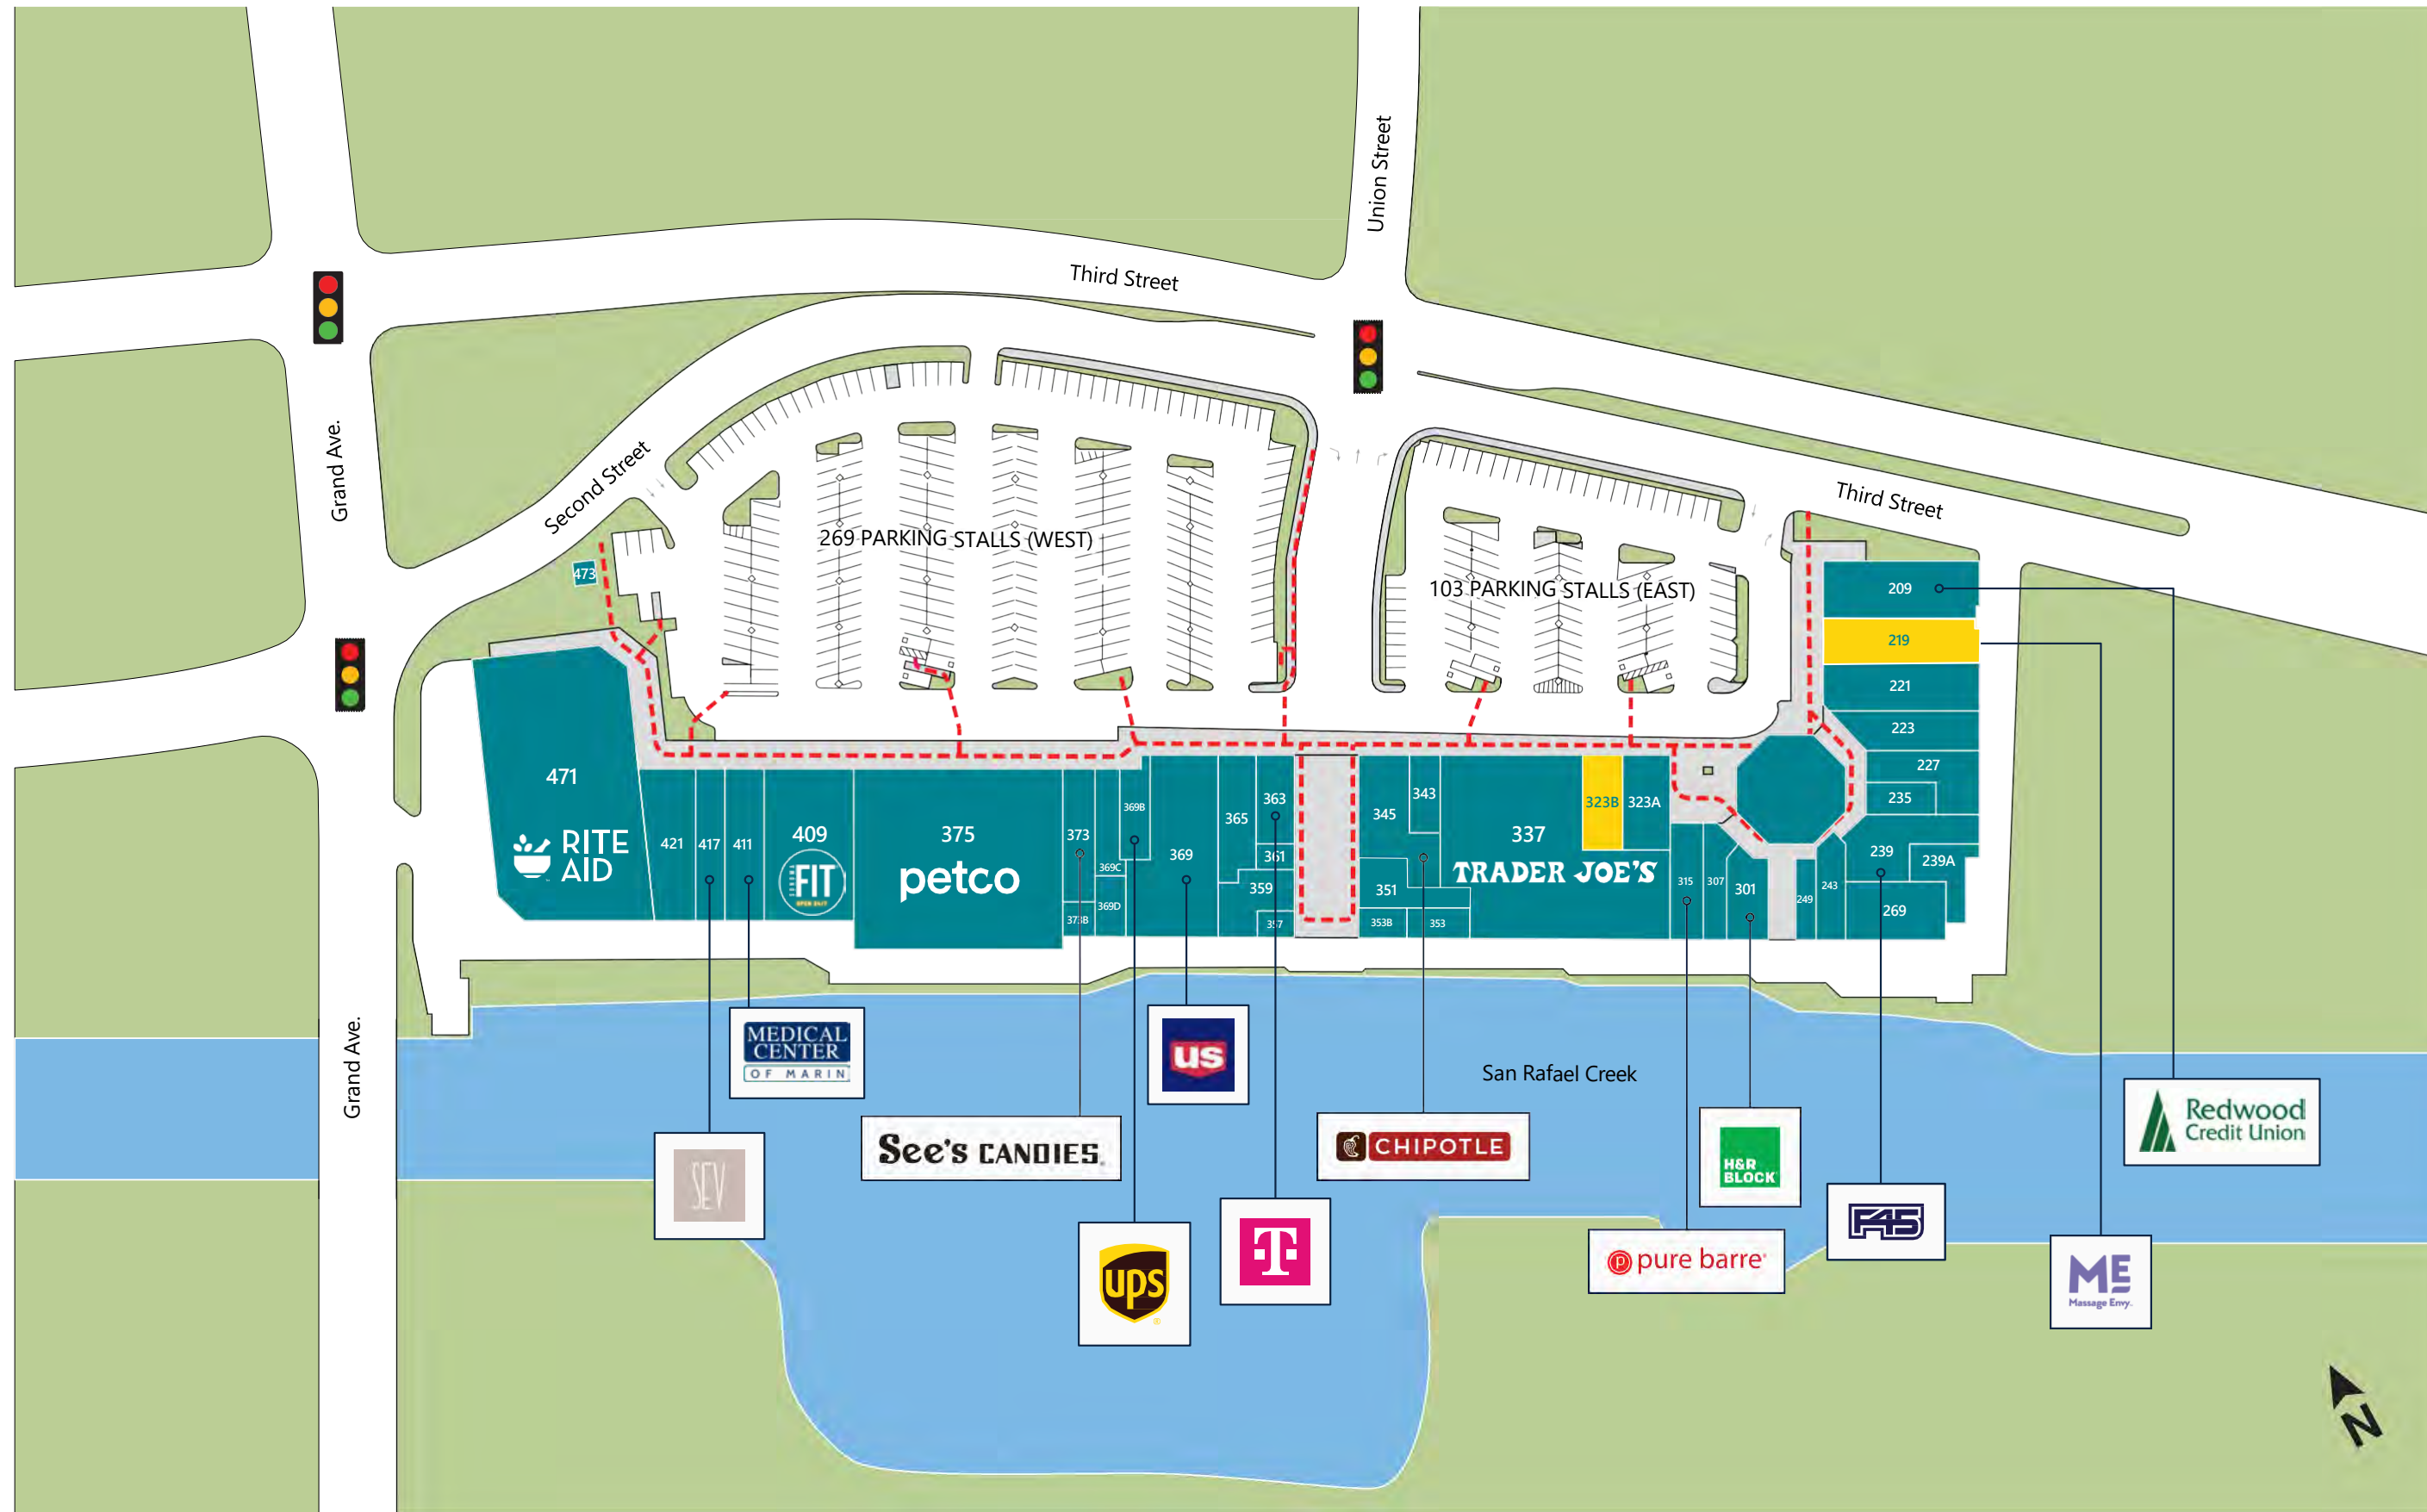 Union Street
Third Street
Grand Ave.
Second Street
Third Street
269 PARKING STALLS (WEST)
103 PARKING STALLS (EAST)
473
209
219
221
223
227
235
239
239A
269
471
RITE
AID
421
417
411
409
FIT
OPEN 24/7
375
petco
373
373B
369B
369C
369D
369
365
363
361
359
357
345
343
351
353B
353
337
TRADER JOE'S
323B
323A
315
307
301
249
243
Grand Ave.
San Rafael Creek
MEDICAL
CENTER
OF MARIN
us
SEV
See's CANDIES®
ups®
T
CHIPOTLE
H&R
BLOCK
p pure barre
F45
ME
Massage Envy
Redwood
Credit Union
N